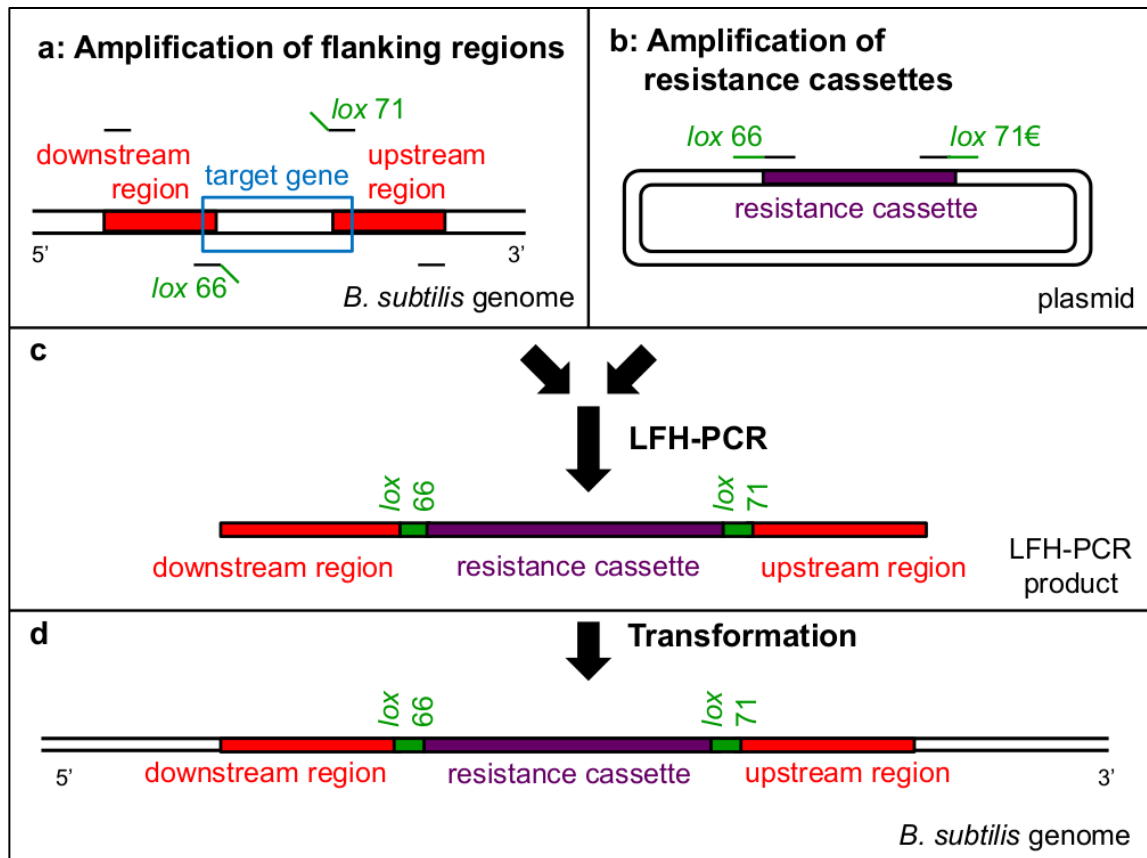 a: Amplification of flanking regions
lox 71
downstream
region
target gene
upstream
region
5’
3’
lox 66
B. subtilis genome
b: Amplification of
resistance cassettes
lox 66
lox 71€
resistance cassette
plasmid
c
LFH-PCR
lox
66
lox
71
downstream region
resistance cassette
upstream region
LFH-PCR
product
d
Transformation
lox
66
lox
71
5’
downstream region
resistance cassette
upstream region
3’
B. subtilis genome